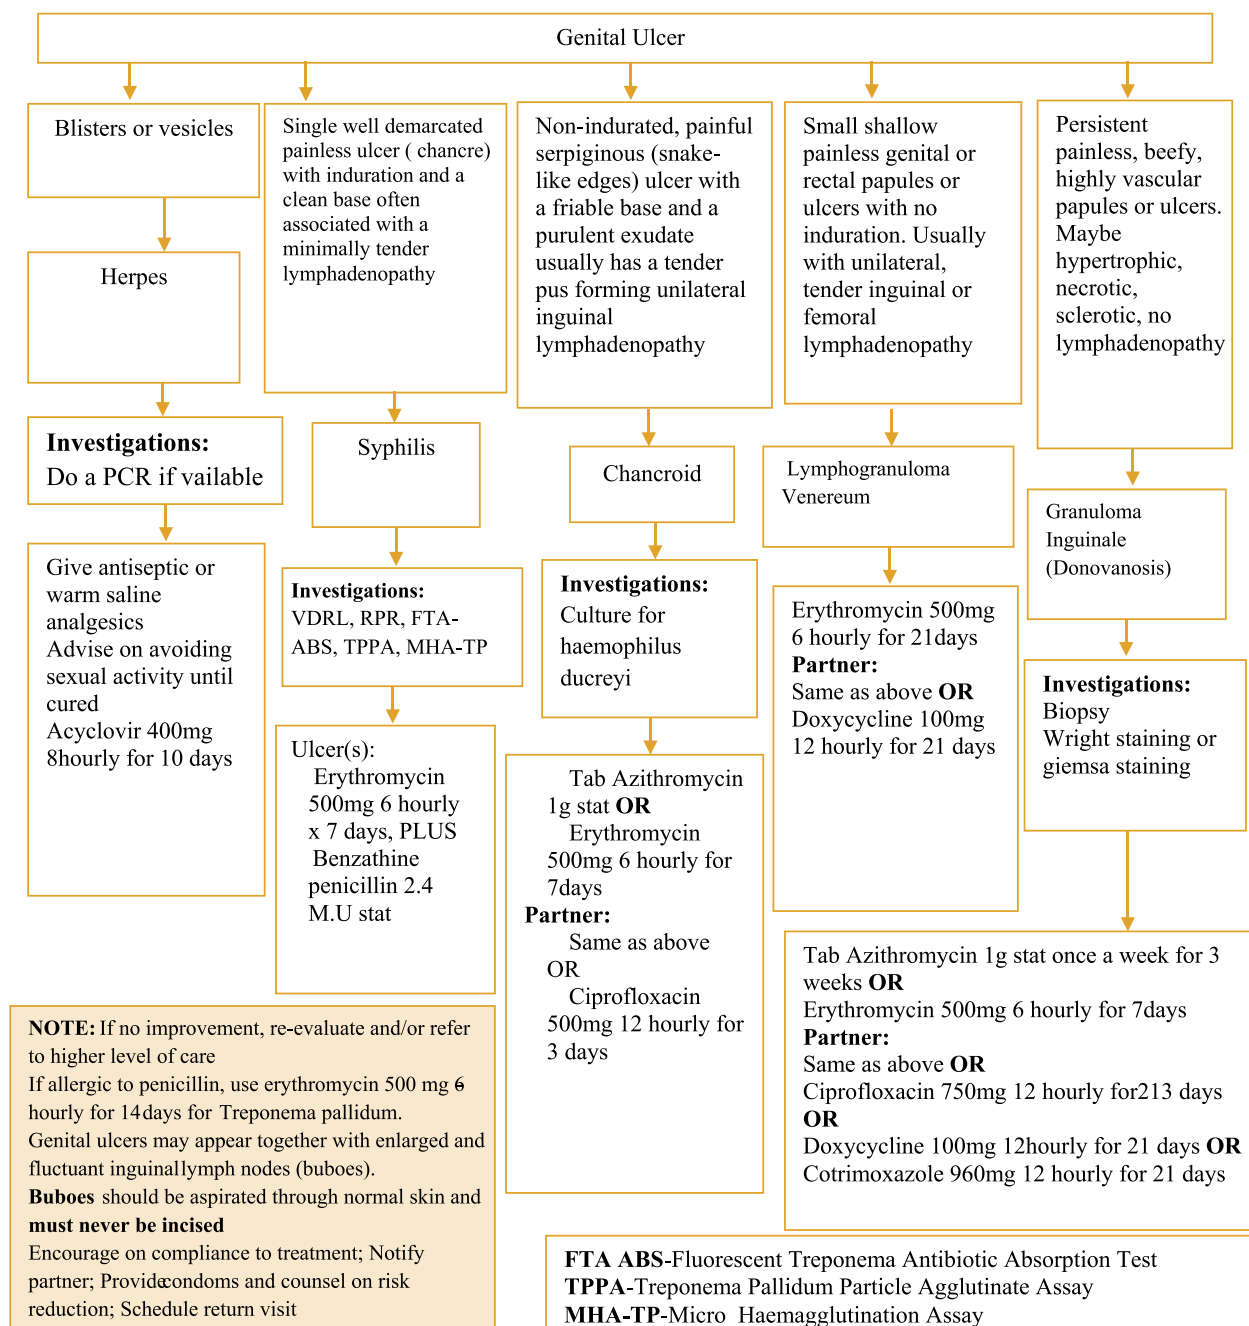 Genital Ulcer
Blisters or vesicles
Herpes
Investigations:
Do a PCR if vailable
Give antiseptic or
warm saline
analgesics
Advise on avoiding
sexual activity until
cured
Acyclovir 400mg
8hourly for 10 days
Single well demarcated
painless ulcer ( chancre)
with induration and a
clean base often
associated with a
minimally tender
lymphadenopathy
Syphilis
Investigations:
VDRL, RPR, FTA-
ABS, TPPA, MHA-TP
Ulcer(s):
Erythromycin
500mg 6 hourly
x 7 days, PLUS
Benzathine
penicillin 2.4
M.U stat
Non-indurated, painful
serpiginous (snake-
like edges) ulcer with
a friable base and a
purulent exudate
usually has a tender
pus forming unilateral
inguinal
lymphadenopathy
Chancroid
Investigations:
Culture for
haemophilus
ducreyi
Tab Azithromycin
1g stat OR
Erythromycin
500mg 6 hourly for
7days
Partner:
Same as above
OR
Ciprofloxacin
500mg 12 hourly for
3 days
Small shallow
painless genital or
rectal papules or
ulcers with no
induration. Usually
with unilateral,
tender inguinal or
femoral
lymphadenopathy
Lymphogranuloma
Venereum
Erythromycin 500mg
6 hourly for 21days
Partner:
Same as above OR
Doxycycline 100mg
12 hourly for 21 days
Persistent
painless, beefy,
highly vascular
papules or ulcers.
Maybe
hypertrophic,
necrotic,
sclerotic, no
lymphadenopathy
Granuloma
Inguinale
(Donovanosis)
Investigations:
Biopsy
Wright staining or
giemsa staining
Tab Azithromycin 1g stat once a week for 3
weeks OR
Erythromycin 500mg 6 hourly for 7days
Partner:
Same as above OR
Ciprofloxacin 750mg 12 hourly for213 days
OR
Doxycycline 100mg 12hourly for 21 days OR
Cotrimoxazole 960mg 12 hourly for 21 days
NOTE: If no improvement, re-evaluate and/or refer
to higher level of care
If allergic to penicillin, use erythromycin 500 mg 6
hourly for 14days for Treponema pallidum.
Genital ulcers may appear together with enlarged and
fluctuant inguinallymph nodes (buboes).
Buboes should be aspirated through normal skin and
must never be incised
Encourage on compliance to treatment; Notify
partner; Provide condoms and counsel on risk
reduction; Schedule return visit
FTA ABS-Fluorescent Treponema Antibiotic Absorption Test
TPPA-Treponema Pallidum Particle Agglutinate Assay
MHA-TP-Micro Haemagglutination Assay